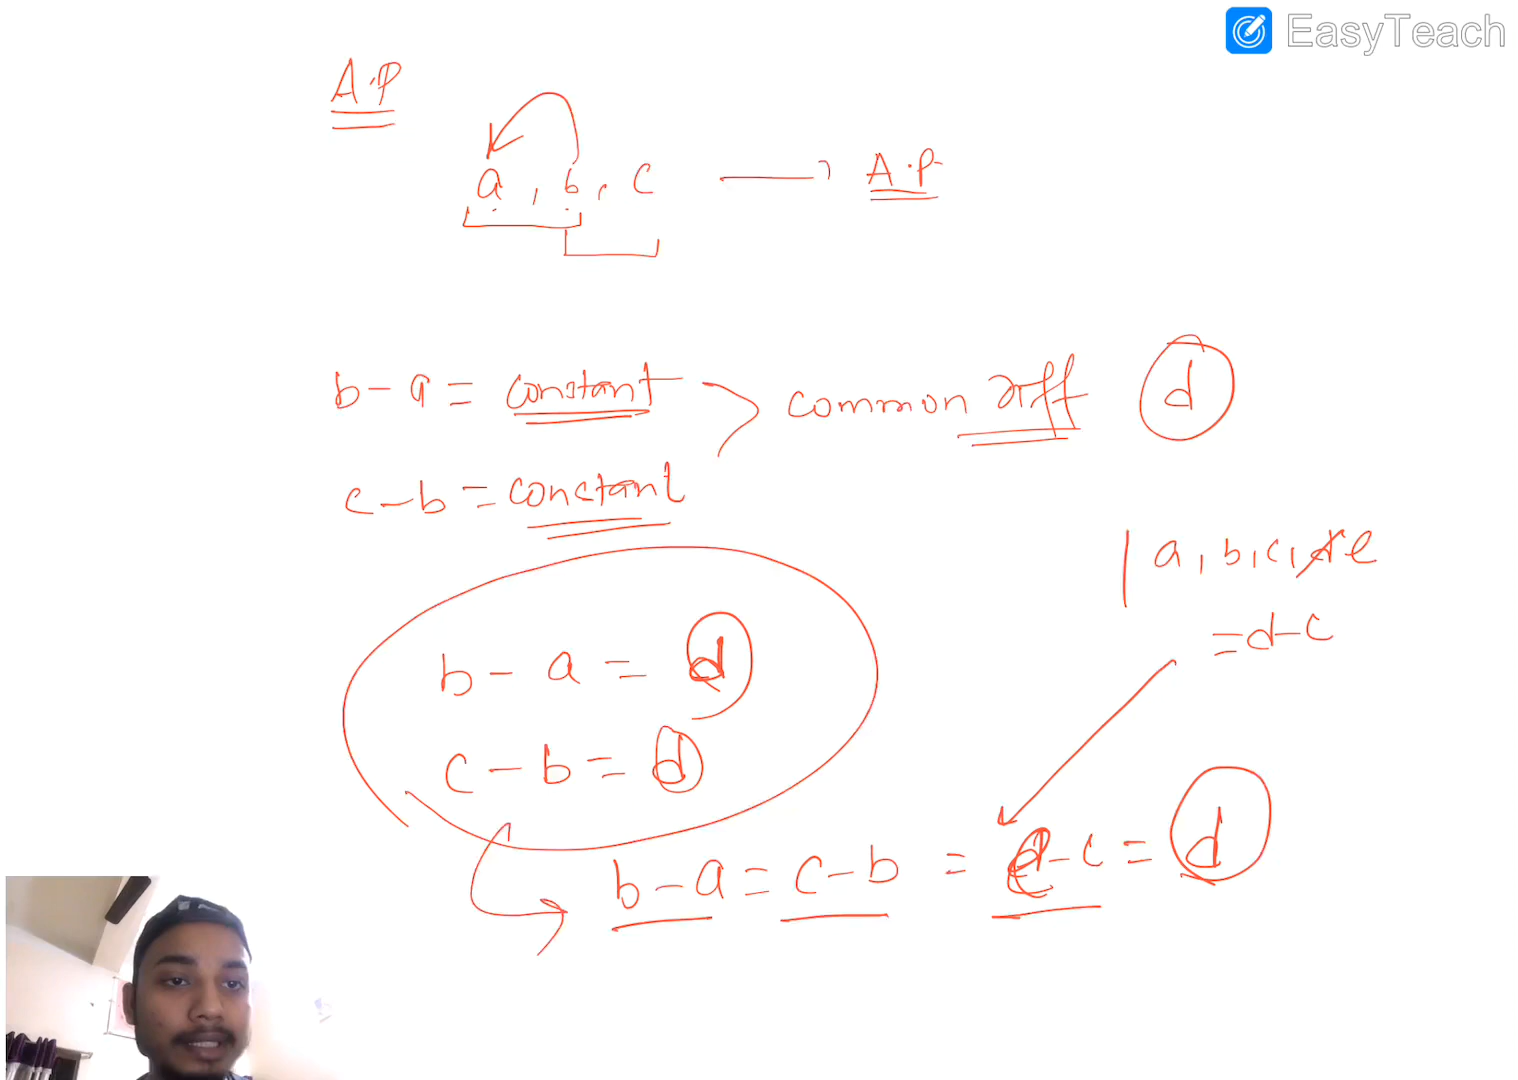 EasyTeach
A.P
a, b, c → A.P
b - a = constant > common diff d
c - b = constant
a, b, c, e
= d - c
b - a = d
c - b = d
b - a = c - b = - c = d